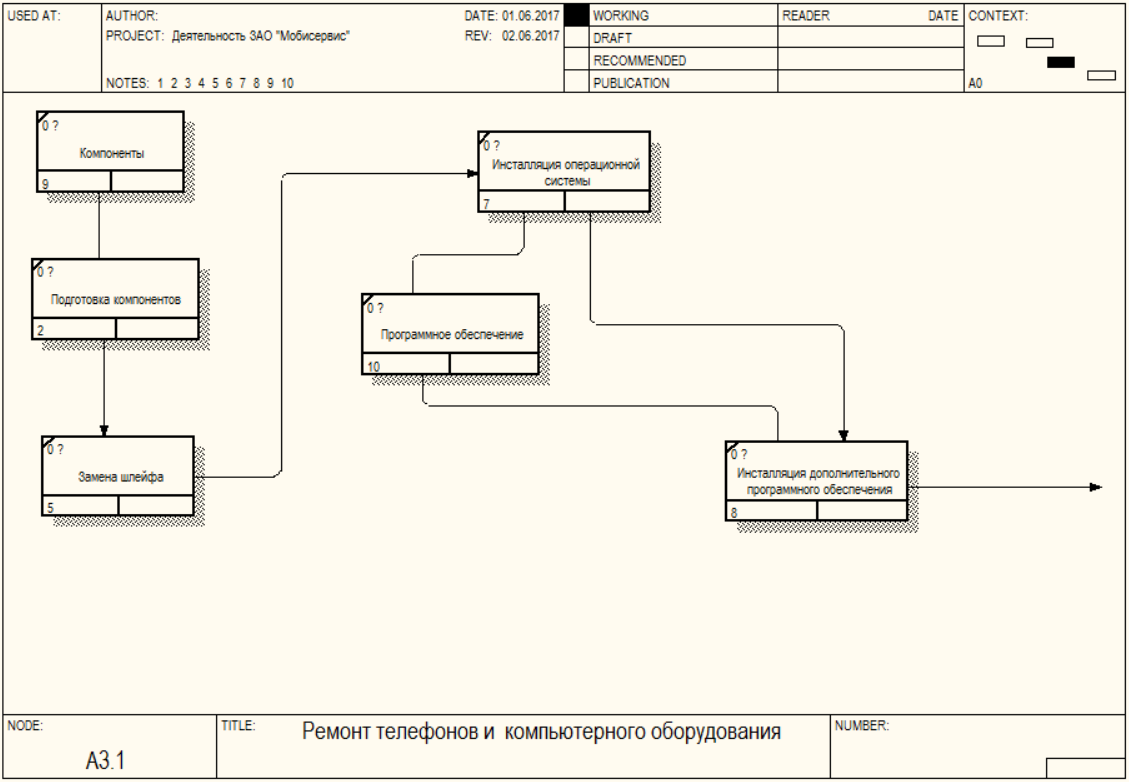 USED AT:
AUTHOR:
DATE: 01.06.2017
PROJECT: Деятельность ЗАО "Мобисервис"
REV: 02.06.2017
NOTES: 1 2 3 4 5 6 7 8 9 10
WORKING
DRAFT
RECOMMENDED
PUBLICATION
READER
DATE
CONTEXT:
A0
0 ?
Компоненты
9
0 ?
Инсталляция операционной
системы
7
0 ?
Подготовка компонентов
2
0 ?
Программное обеспечение
10
0 ?
Замена шлейфа
5
0 ?
Инсталляция дополнительного
программного обеспечения
8
NODE:
A3.1
TITLE:
Ремонт телефонов и компьютерного оборудования
NUMBER: